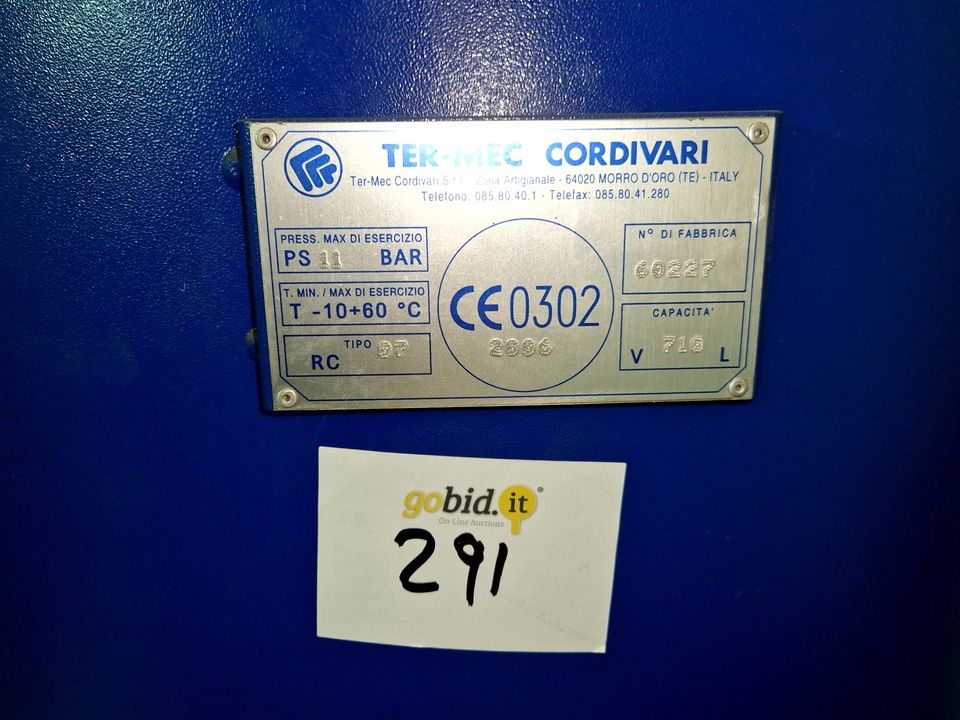 TER-MEC CORDIVARI
Ter-Mec Cordivari S.r.l. - Zona Artigianale - 64020 MORRO D'ORO (TE) - ITALY
Telefono: 085.80.40.1 - Telefax: 085.80.41.280
PRESS. MAX DI ESERCIZIO
PS 11 BAR
T. MIN. / MAX DI ESERCIZIO
T -10+60 °C
TIPO 07
RC
CE 0302
2006
N° DI FABBRICA
60227
CAPACITA'
V 710 L
gobid.it®
On-Line Auctions
291